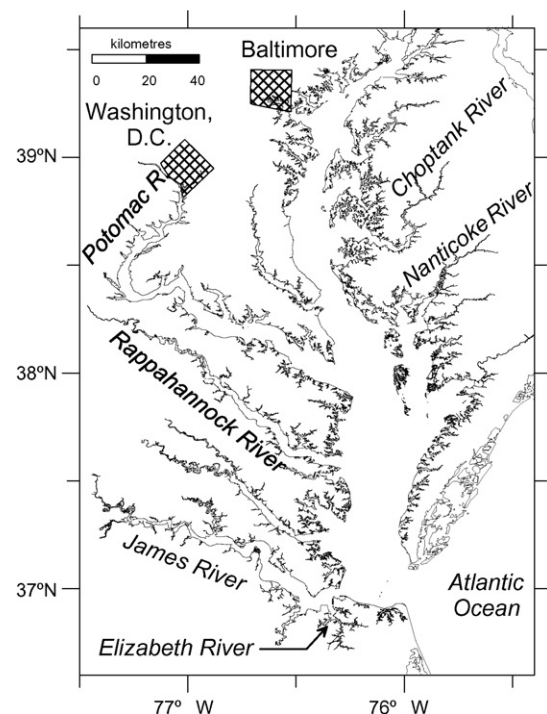 kilometres
0 20 40
Baltimore
Washington,
D.C.
39ºN
Potomac R.
Choptank River
Nanticoke River
38ºN
Rappahannock River
James River
37ºN
Atlantic
Ocean
Elizabeth River
77º W
76º W